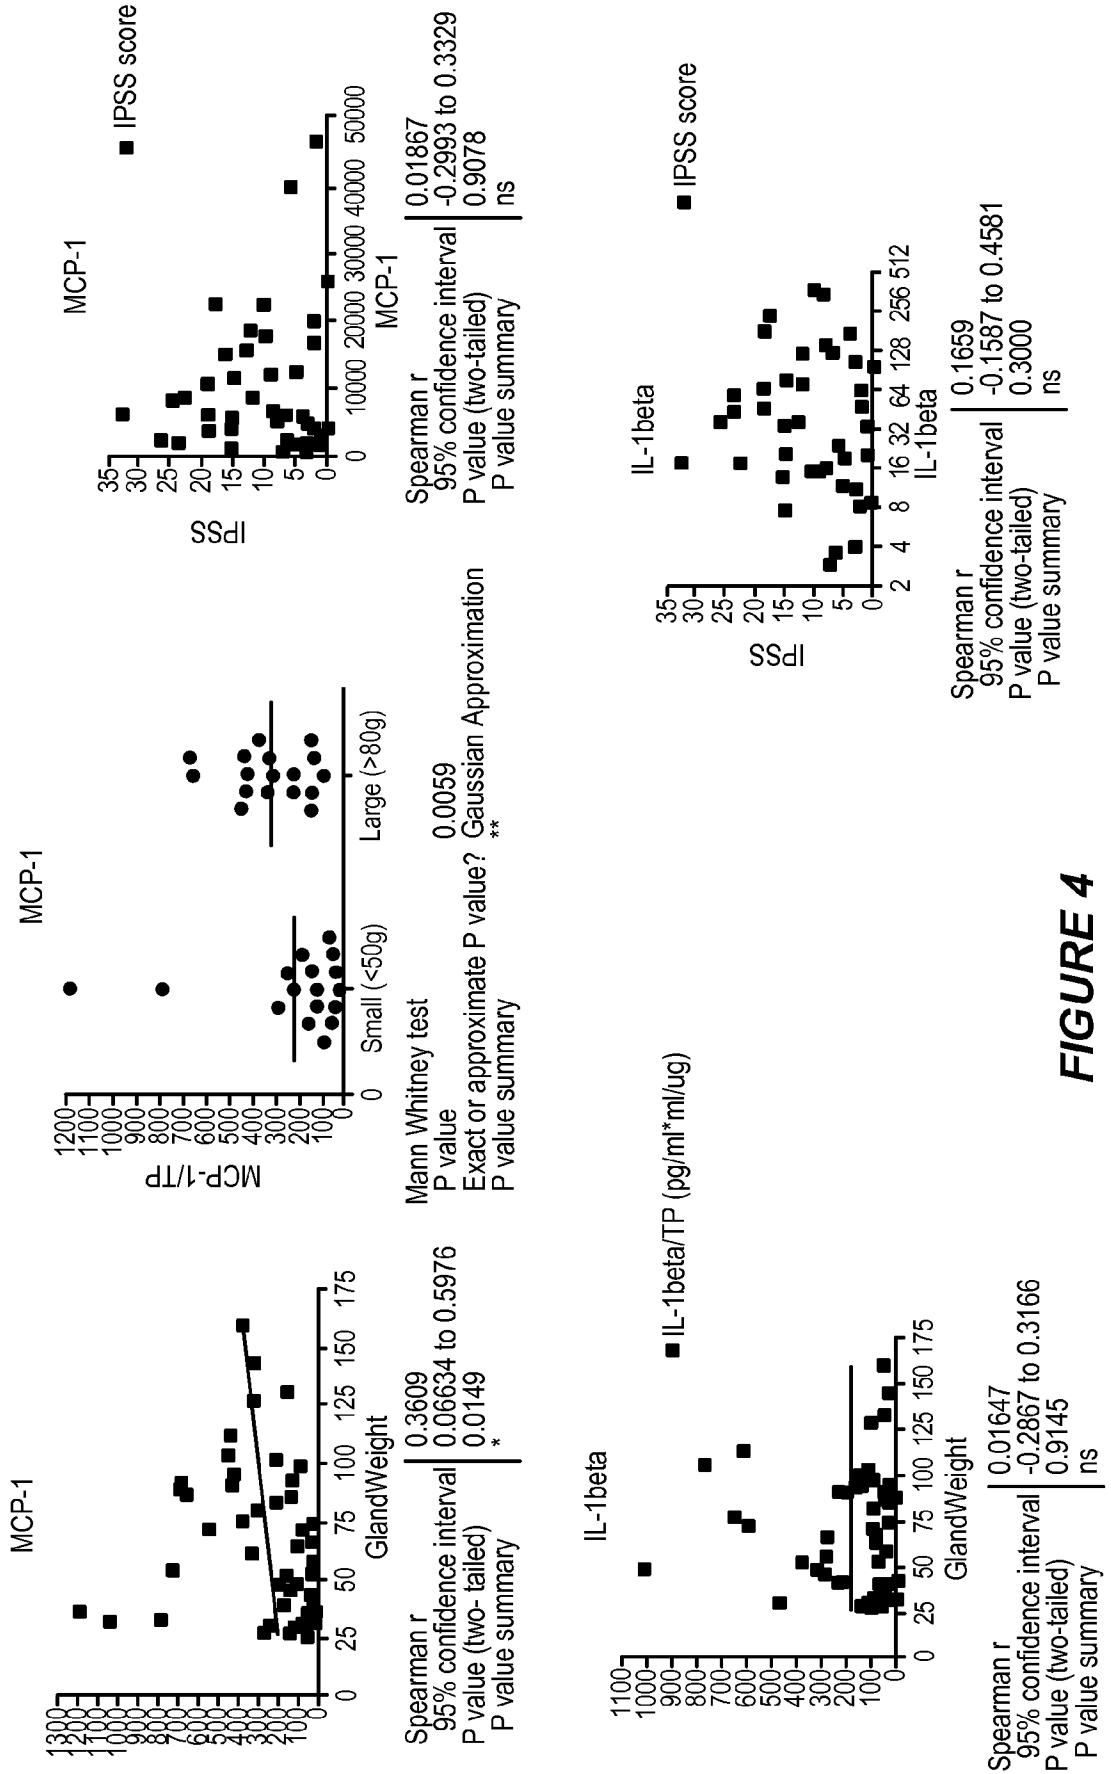 MCP-1
1300
1200
1100
1000
900
800
700
600
500
400
300
200
100
0
0 25 50 75 100 125 150 175
GlandWeight
Spearman r 0.3609
95% confidence interval 0.06634 to 0.5976
P value (two- tailed) 0.0149
P value summary *
MCP-1
MCP-1/TP
1200
1100
1000
900
800
700
600
500
400
300
200
100
0
0 Small (<50g) Large (>80g)
Mann Whitney test
P value 0.0059
Exact or approximate P value? Gaussian Approximation
P value summary **
MCP-1
IPSS score
IPSS
35
30
25
20
15
10
5
0
0 10000 20000 30000 40000 50000
MCP-1
Spearman r 0.01867
95% confidence interval -0.2993 to 0.3329
P value (two-tailed) 0.9078
P value summary ns
IL-1beta
IL-1beta/TP (pg/ml*ml/ug)
1100
1000
900
800
700
600
500
400
300
200
100
0
0 25 50 75 100 125 150 175
GlandWeight
Spearman r 0.01647
95% confidence interval -0.2867 to 0.3166
P value (two-tailed) 0.9145
P value summary ns
IL-1beta
IPSS score
IPSS
35
30
25
20
15
10
5
0
2 4 8 16 32 64 128 256 512
IL-1beta
Spearman r 0.1659
95% confidence interval -0.1587 to 0.4581
P value (two-tailed) 0.3000
P value summary ns
FIGURE 4